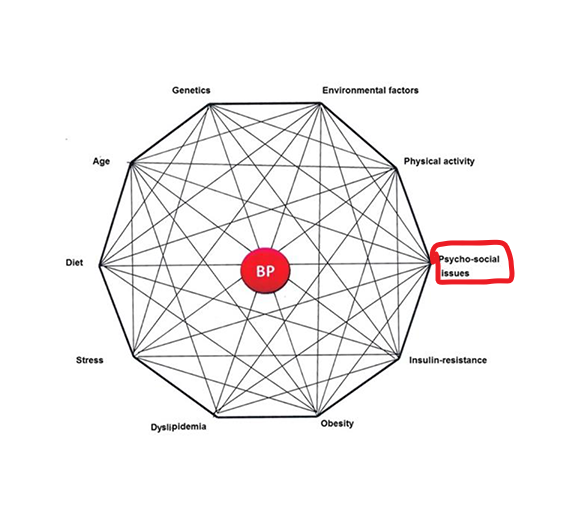 Genetics
Environmental factors
Age
Physical activity
Diet
BP
Psycho-social
issues
Stress
Insulin-resistance
Dyslipidemia
Obesity